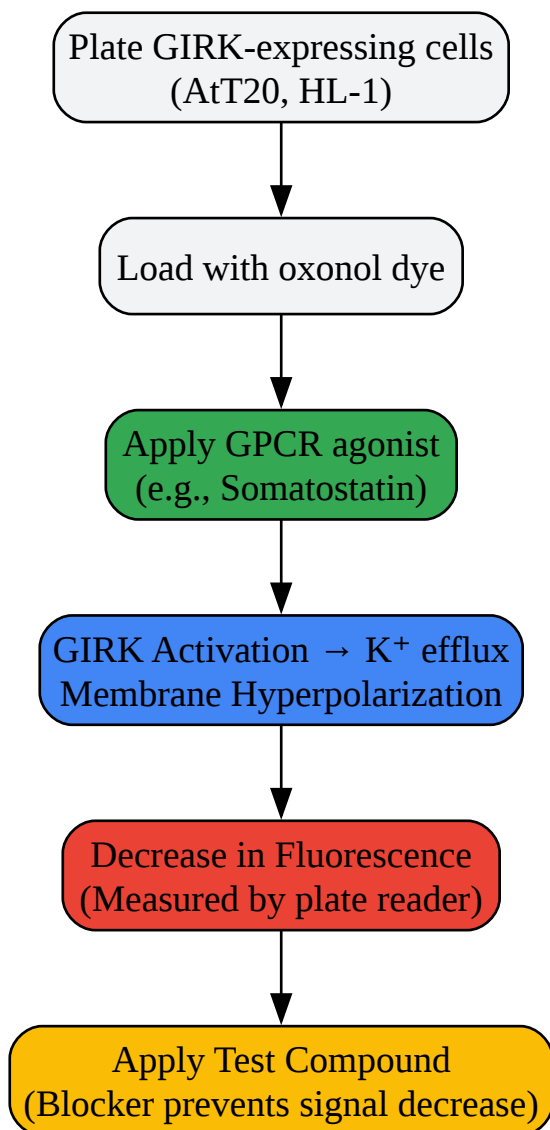 Plate GIRK-expressing cells
(AtT20, HL-1)
Load with oxonol dye
Apply GPCR agonist
(e.g., Somatostatin)
GIRK Activation → K⁺ efflux
Membrane Hyperpolarization
Decrease in Fluorescence
(Measured by plate reader)
Apply Test Compound
(Blocker prevents signal decrease)